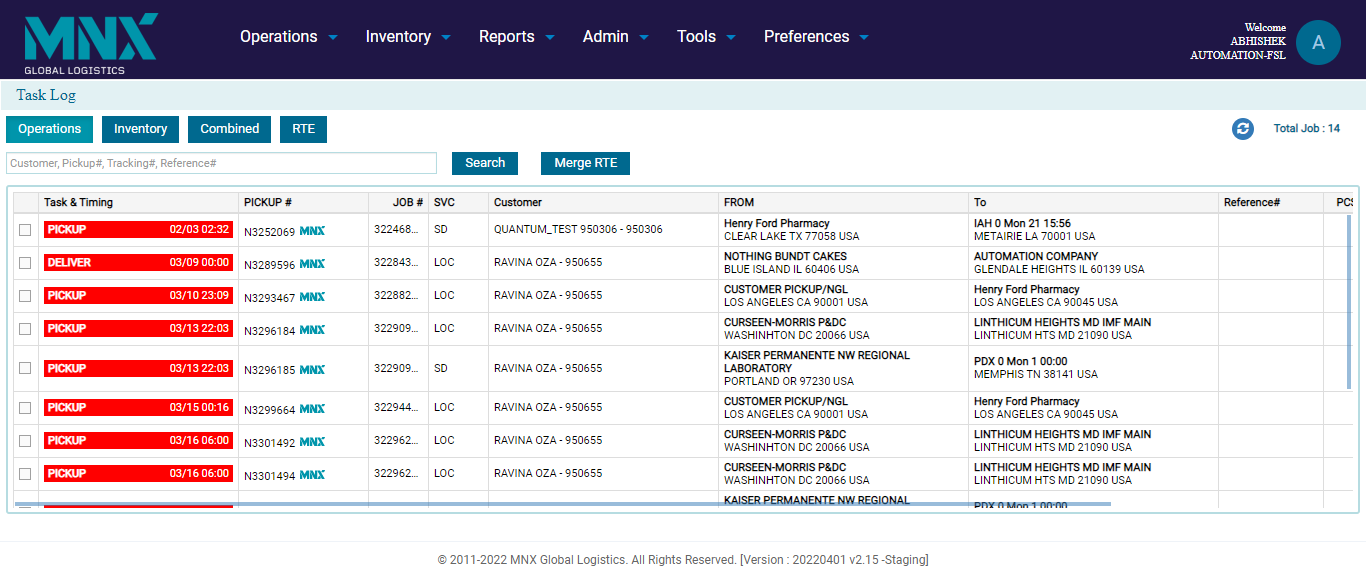 MNX
GLOBAL LOGISTICS
Operations Inventory Reports Admin Tools Preferences
Welcome
ABHISHEK
AUTOMATION-FSL
A
Task Log
Operations Inventory Combined RTE
Total Job : 14
Customer, Pickup#, Tracking#, Reference#
Search
Merge RTE
Task & Timing PICKUP # JOB # SVC Customer FROM To Reference# PCS
PICKUP 02/03 02:32 N3252069 MNX 322468... SD QUANTUM_TEST 950306 - 950306
Henry Ford Pharmacy
CLEAR LAKE TX 77058 USA
IAH 0 Mon 21 15:56
METAIRIE LA 70001 USA
DELIVER 03/09 00:00 N3289596 MNX 322843... LOC RAVINA OZA - 950655
NOTHING BUNDT CAKES
BLUE ISLAND IL 60406 USA
AUTOMATION COMPANY
GLENDALE HEIGHTS IL 60139 USA
PICKUP 03/10 23:09 N3293467 MNX 322882... LOC RAVINA OZA - 950655
CUSTOMER PICKUP/NGL
LOS ANGELES CA 90001 USA
Henry Ford Pharmacy
LOS ANGELES CA 90045 USA
PICKUP 03/13 22:03 N3296184 MNX 322909... LOC RAVINA OZA - 950655
CURSEEN-MORRIS P&DC
WASHINHTON DC 20066 USA
LINTHICUM HEIGHTS MD IMF MAIN
LINTHICUM HTS MD 21090 USA
PICKUP 03/13 22:03 N3296185 MNX 322909... SD RAVINA OZA - 950655
KAISER PERMANENTE NW REGIONAL
LABORATORY
PORTLAND OR 97230 USA
PDX 0 Mon 1 00:00
MEMPHIS TN 38141 USA
PICKUP 03/15 00:16 N3299664 MNX 322944... LOC RAVINA OZA - 950655
CUSTOMER PICKUP/NGL
LOS ANGELES CA 90001 USA
Henry Ford Pharmacy
LOS ANGELES CA 90045 USA
PICKUP 03/16 06:00 N3301492 MNX 322962... LOC RAVINA OZA - 950655
CURSEEN-MORRIS P&DC
WASHINHTON DC 20066 USA
LINTHICUM HEIGHTS MD IMF MAIN
LINTHICUM HTS MD 21090 USA
PICKUP 03/16 06:00 N3301494 MNX 322962... LOC RAVINA OZA - 950655
CURSEEN-MORRIS P&DC
WASHINHTON DC 20066 USA
LINTHICUM HEIGHTS MD IMF MAIN
LINTHICUM HTS MD 21090 USA
KAISER PERMANENTE NW REGIONAL
PDX 0 Mon 1 00:00
© 2011-2022 MNX Global Logistics. All Rights Reserved. [Version : 20220401 v2.15 -Staging]